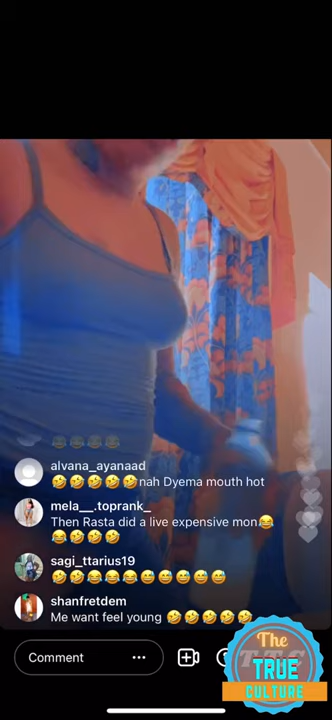 😂😂😂😂
alvana_ayanaad
🤣🤣🤣🤣🤣nah Dyema mouth hot
mela__.toprank_
Then Rasta did a live expensive mon😂
😂🤣🤣🤣🤣
sagi_ttarius19
🤣🤣😂😂😂😅😅😅😅😅
shanfretdem
Me want feel young 🤣🤣🤣🤣🤣
Comment
The
T.T.C
TRUE
CULTURE